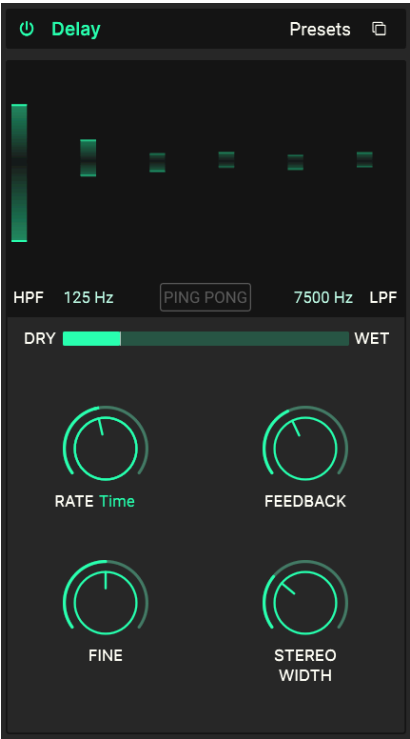 Delay Presets
HPF 125 Hz PING PONG 7500 Hz LPF
DRY WET
RATE Time FEEDBACK
FINE STEREO
WIDTH